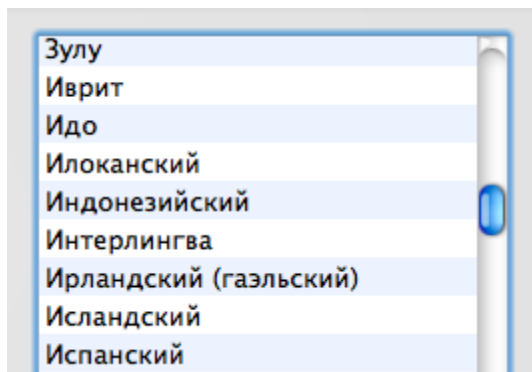 Зулу
Иврит
Идо
Илоканский
Индонезийский
Интерлингва
Ирландский (гаэльский)
Исландский
Испанский